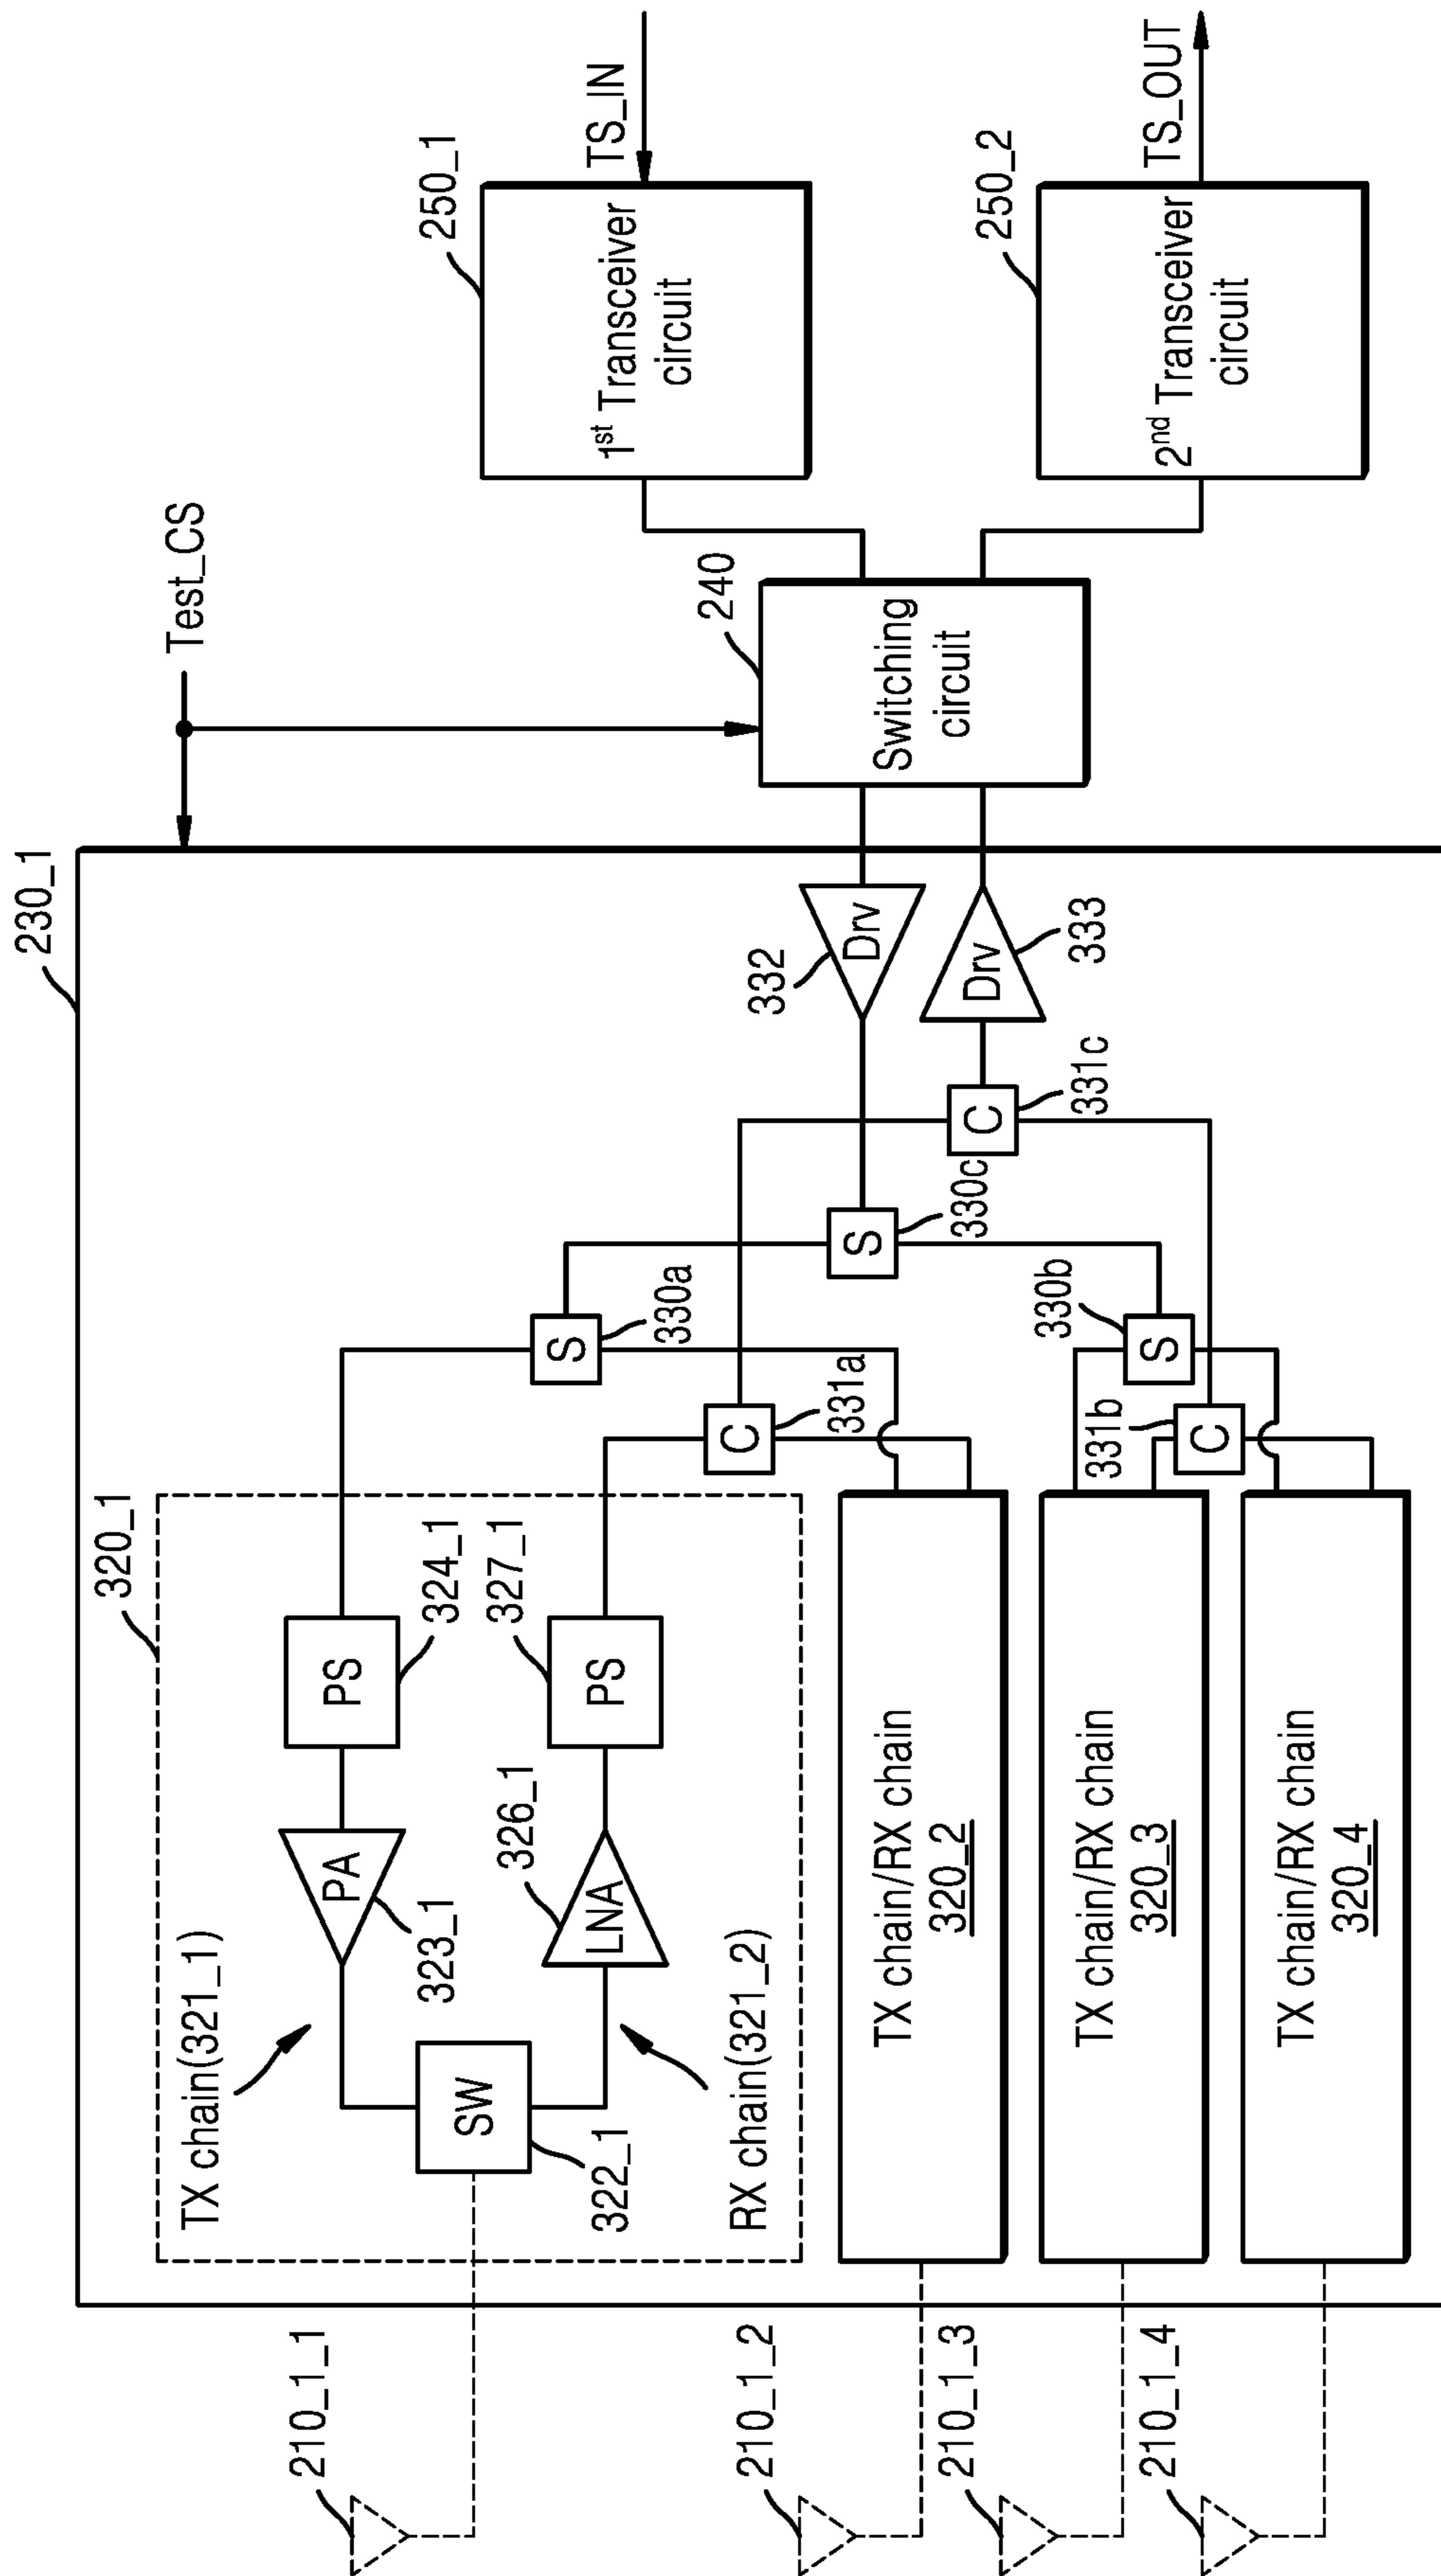 230_1
Test_CS
320_1
TX chain(321_1)
PA
323_1
PS
324_1
SW
322_1
LNA
326_1
PS
327_1
RX chain(321_2)
210_1_1
S
330a
C
331a
S
330c
C
331c
Drv
332
Drv
333
Switching
circuit
240
1st Transceiver
circuit
250_1
TS_IN
2nd Transceiver
circuit
250_2
TS_OUT
210_1_2
TX chain/RX chain
320_2
210_1_3
TX chain/RX chain
320_3
S
330b
C
331b
210_1_4
TX chain/RX chain
320_4